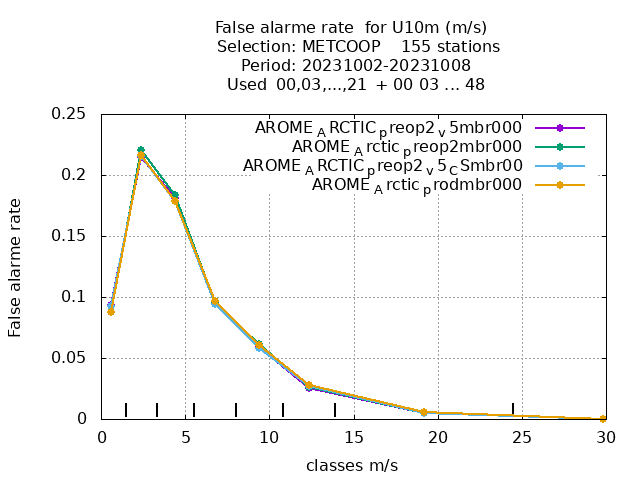 False alarme rate  for U10m (m/s)
Selection: METCOOP    155 stations
Period: 20231002-20231008
Used  00,03,...,21  + 00 03 ... 48
0.25
AROME_ARCTIC_preop2_v5mbr000
AROME_Arctic_preop2mbr000
0.2
AROME_ARCTIC_preop2_v5_CSmbr00
AROME_Arctic_prodmbr000
0.15
False alarme rate
0.1
0.05
0
0 5 10 15 20 25 30
classes m/s